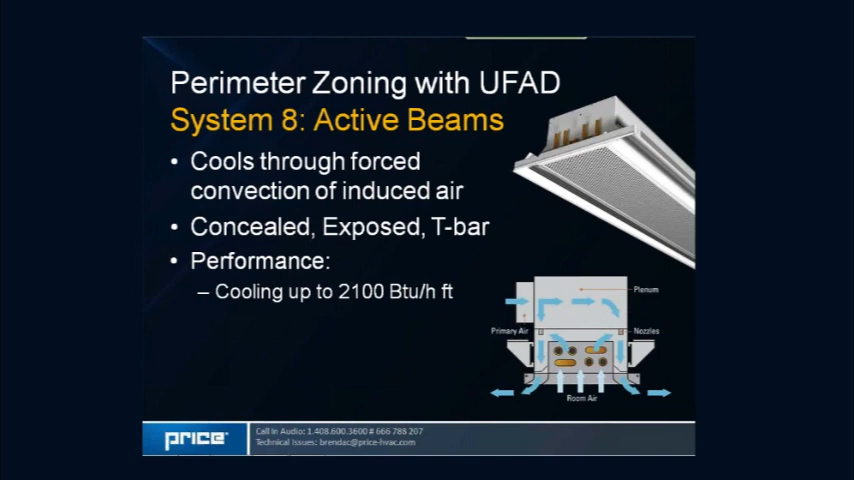 Perimeter Zoning with UFAD
System 8: Active Beams
• Cools through forced
convection of induced air
• Concealed, Exposed, T-bar
• Performance:
– Cooling up to 2100 Btu/h ft
Plenum
Primary Air
Nozzles
Room Air
PRICE
Call In Audio: 1.408.600.3600 # 666 788 207
Technical Issues: brendac@price-hvac.com